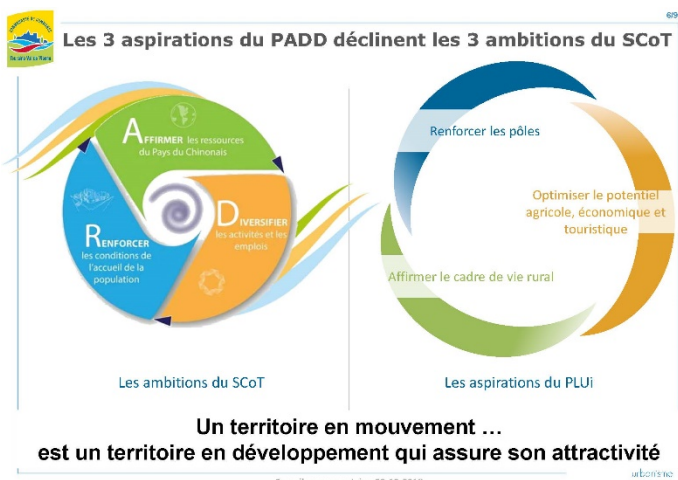 6/9
Les 3 aspirations du PADD déclinent les 3 ambitions du SCoT
AFFIRMER les ressources
du Pays du Chinonais
DIVERSIFIER
les activités et les
emplois
RENFORCER
les conditions de
l'accueil de la
population
Renforcer les pôles
Optimiser le potentiel
agricole, économique et
touristique
Affirmer le cadre de vie rural
Les ambitions du SCoT
Les aspirations du PLUi
Un territoire en mouvement ...
est un territoire en développement qui assure son attractivité